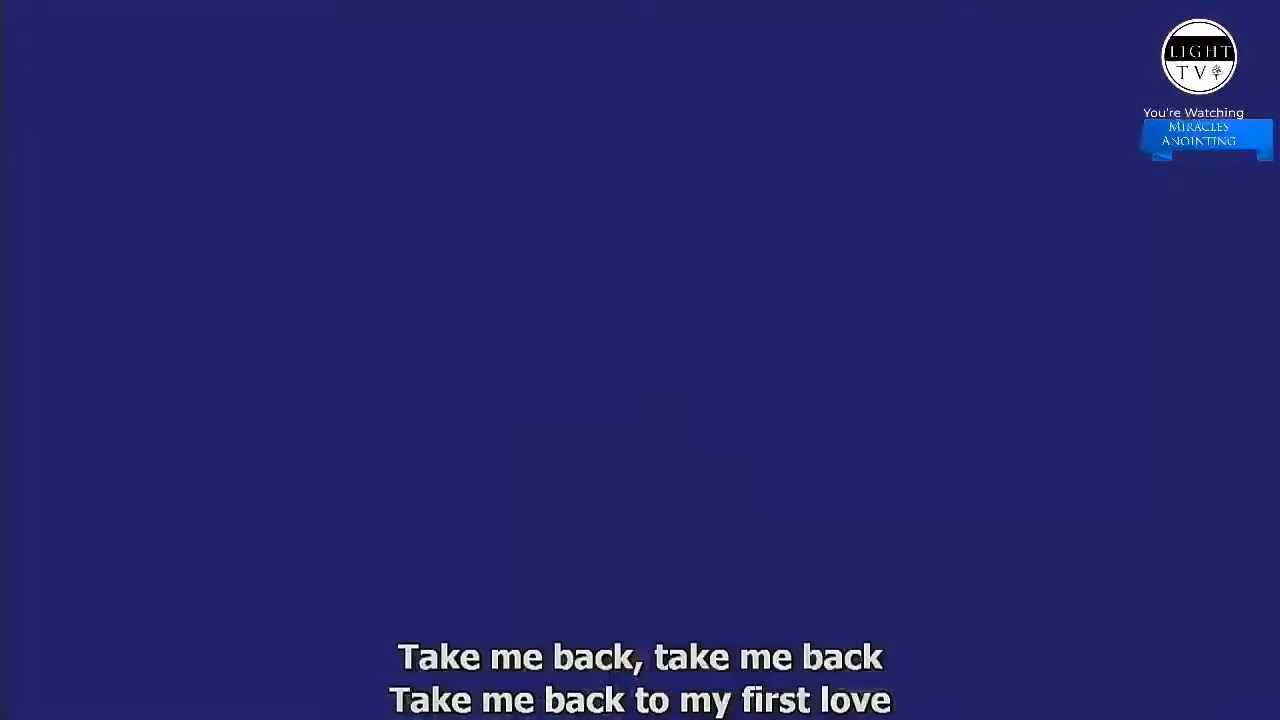 LIGHT
TV
You're Watching
MIRACLES
ANOINTING
Take me back, take me back
Take me back to my first love